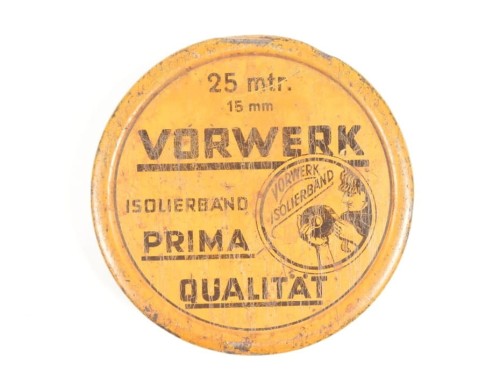 25 mtr.
15 mm
VORWERK
ISOLIERBAND
PRIMA
QUALITÄT
VORWERK
ISOLIERBAND